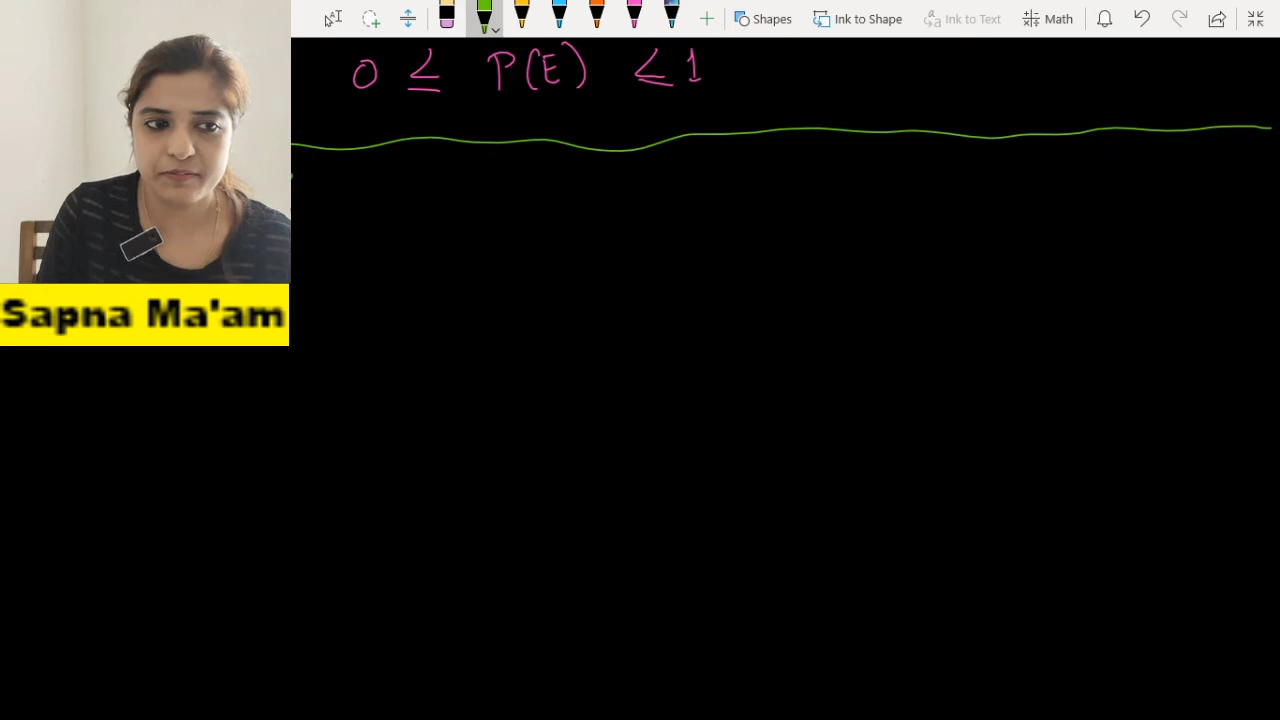 Shapes Ink to Shape Ink to Text Math
0 ≤ P(E) ≤ 1
Sapna Ma'am